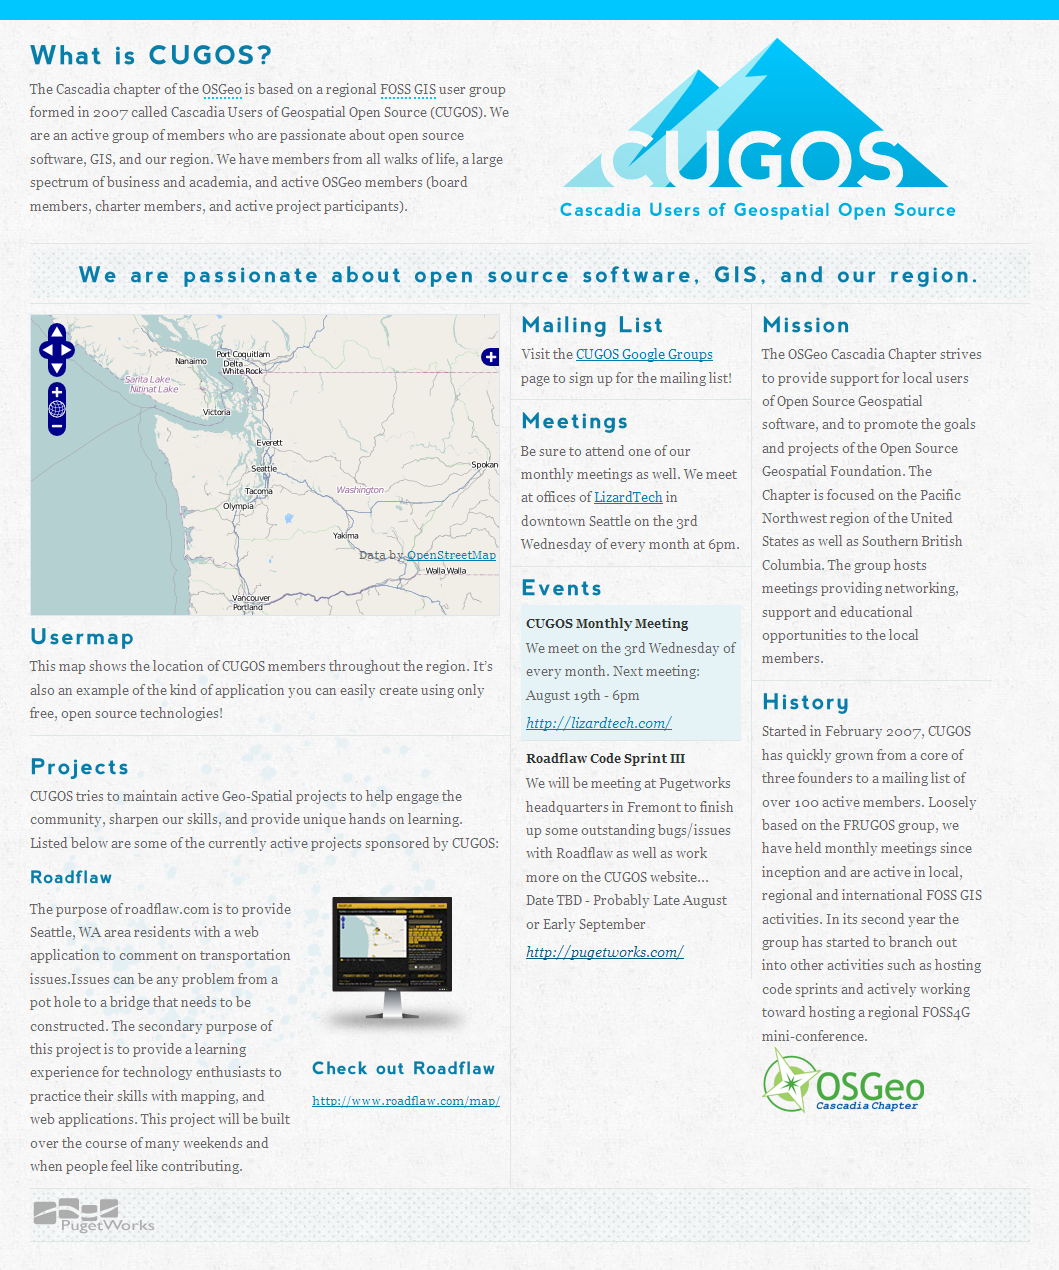 What is CUGOS?
The Cascadia chapter of the OSGeo is based on a regional FOSS GIS user group
formed in 2007 called Cascadia Users of Geospatial Open Source (CUGOS). We
are an active group of members who are passionate about open source
software, GIS, and our region. We have members from all walks of life, a large
spectrum of business and academia, and active OSGeo members (board
members, charter members, and active project participants).
CUGOS
Cascadia Users of Geospatial Open Source
We are passionate about open source software, GIS, and our region.
Port Coquitlam
Nanaimo
Delta
White Rock
Sarita Lake
Nitinat Lake
Victoria
Everett
Seattle
Spokan
Tacoma
Washington
Olympia
Yakima
Data by OpenStreetMap
Walla Walla
Vancouver
Portland
Usermap
This map shows the location of CUGOS members throughout the region. It's
also an example of the kind of application you can easily create using only
free, open source technologies!
Projects
CUGOS tries to maintain active Geo-Spatial projects to help engage the
community, sharpen our skills, and provide unique hands on learning.
Listed below are some of the currently active projects sponsored by CUGOS:
Roadflaw
The purpose of roadflaw.com is to provide
Seattle, WA area residents with a web
application to comment on transportation
issues.Issues can be any problem from a
pot hole to a bridge that needs to be
constructed. The secondary purpose of
this project is to provide a learning
experience for technology enthusiasts to
practice their skills with mapping, and
web applications. This project will be built
over the course of many weekends and
when people feel like contributing.
Check out Roadflaw
http://www.roadflaw.com/map/
Mailing List
Visit the CUGOS Google Groups
page to sign up for the mailing list!
Meetings
Be sure to attend one of our
monthly meetings as well. We meet
at offices of LizardTech in
downtown Seattle on the 3rd
Wednesday of every month at 6pm.
Events
CUGOS Monthly Meeting
We meet on the 3rd Wednesday of
every month. Next meeting:
August 19th - 6pm
http://lizardtech.com/
Roadflaw Code Sprint III
We will be meeting at Pugetworks
headquarters in Fremont to finish
up some outstanding bugs/issues
with Roadflaw as well as work
more on the CUGOS website...
Date TBD - Probably Late August
or Early September
http://pugetworks.com/
Mission
The OSGeo Cascadia Chapter strives
to provide support for local users
of Open Source Geospatial
software, and to promote the goals
and projects of the Open Source
Geospatial Foundation. The
Chapter is focused on the Pacific
Northwest region of the United
States as well as Southern British
Columbia. The group hosts
meetings providing networking,
support and educational
opportunities to the local
members.
History
Started in February 2007, CUGOS
has quickly grown from a core of
three founders to a mailing list of
over 100 active members. Loosely
based on the FRUGOS group, we
have held monthly meetings since
inception and are active in local,
regional and international FOSS GIS
activities. In its second year the
group has started to branch out
into other activities such as hosting
code sprints and actively working
toward hosting a regional FOSS4G
mini-conference.
OSGeo
Cascadia Chapter
PugetWorks